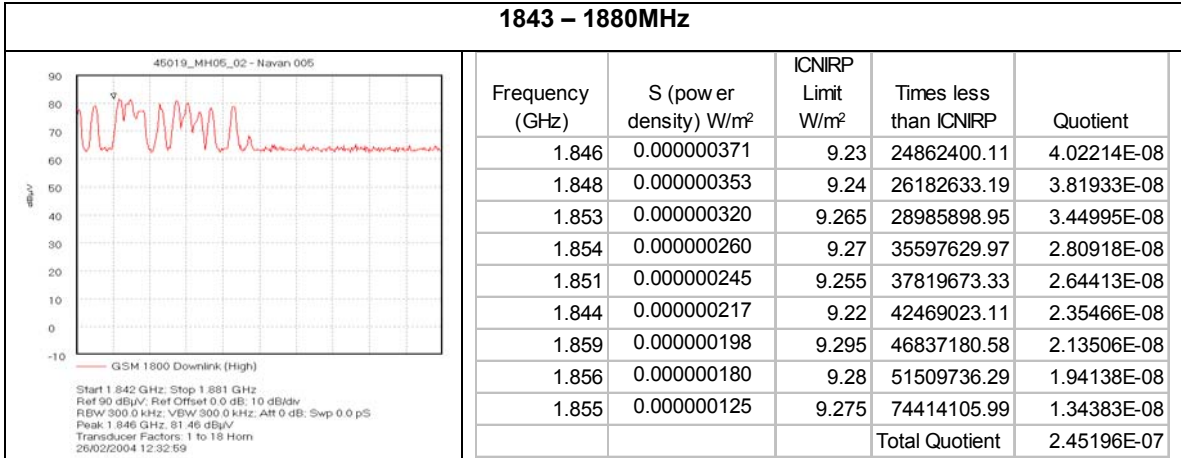 1843 – 1880MHz
45019_MH05_02 - Navan 005
90
80
70
60
50
40
30
20
10
0
-10
dBµV
GSM 1800 Downlink (High)
Start 1.842 GHz; Stop 1.881 GHz
Ref 90 dBµV; Ref Offset 0.0 dB; 10 dB/div
RBW 300.0 kHz; VBW 300.0 kHz; Att 0 dB; Swp 0.0 pS
Peak 1.846 GHz, 81.46 dBµV
Transducer Factors: 1 to 18 Horn
26/02/2004 12:32:59
Frequency (GHz) S (pow er density) W/m² ICNIRP Limit W/m² Times less than ICNIRP Quotient
1.846 0.000000371 9.23 24862400.11 4.02214E-08
1.848 0.000000353 9.24 26182633.19 3.81933E-08
1.853 0.000000320 9.265 28985898.95 3.44995E-08
1.854 0.000000260 9.27 35597629.97 2.80918E-08
1.851 0.000000245 9.255 37819673.33 2.64413E-08
1.844 0.000000217 9.22 42469023.11 2.35466E-08
1.859 0.000000198 9.295 46837180.58 2.13506E-08
1.856 0.000000180 9.28 51509736.29 1.94138E-08
1.855 0.000000125 9.275 74414105.99 1.34383E-08
Total Quotient 2.45196E-07